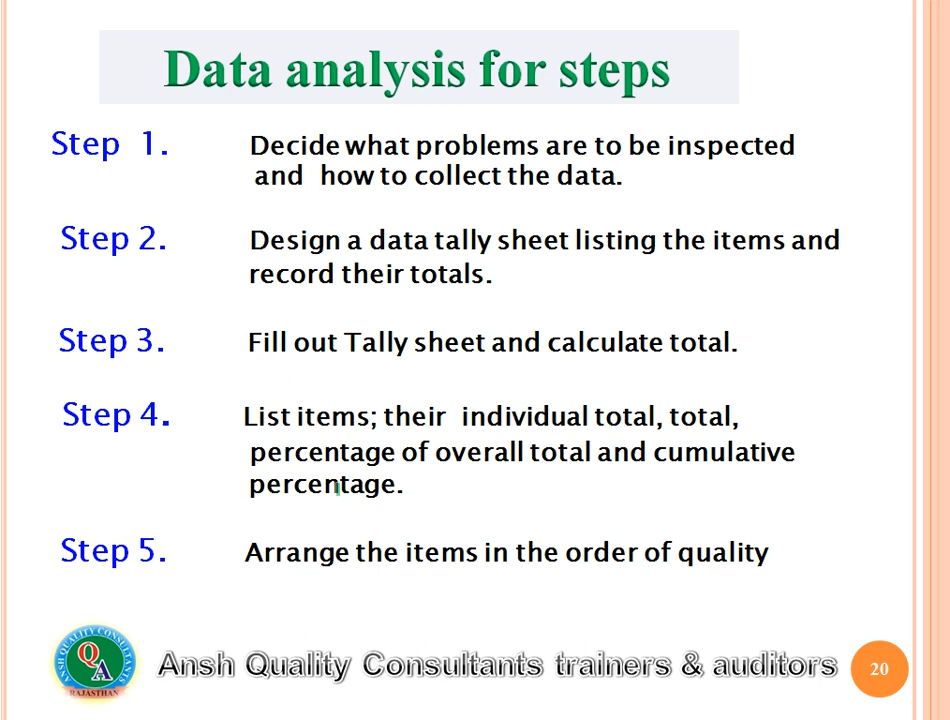 Data analysis for steps
Step 1. Decide what problems are to be inspected
and how to collect the data.
Step 2. Design a data tally sheet listing the items and
record their totals.
Step 3. Fill out Tally sheet and calculate total.
Step 4. List items; their individual total, total,
percentage of overall total and cumulative
percentage.
Step 5. Arrange the items in the order of quality
ANSH QUALITY CONSULTANTS
QA
RAJASTHAN
Ansh Quality Consultants trainers & auditors
20